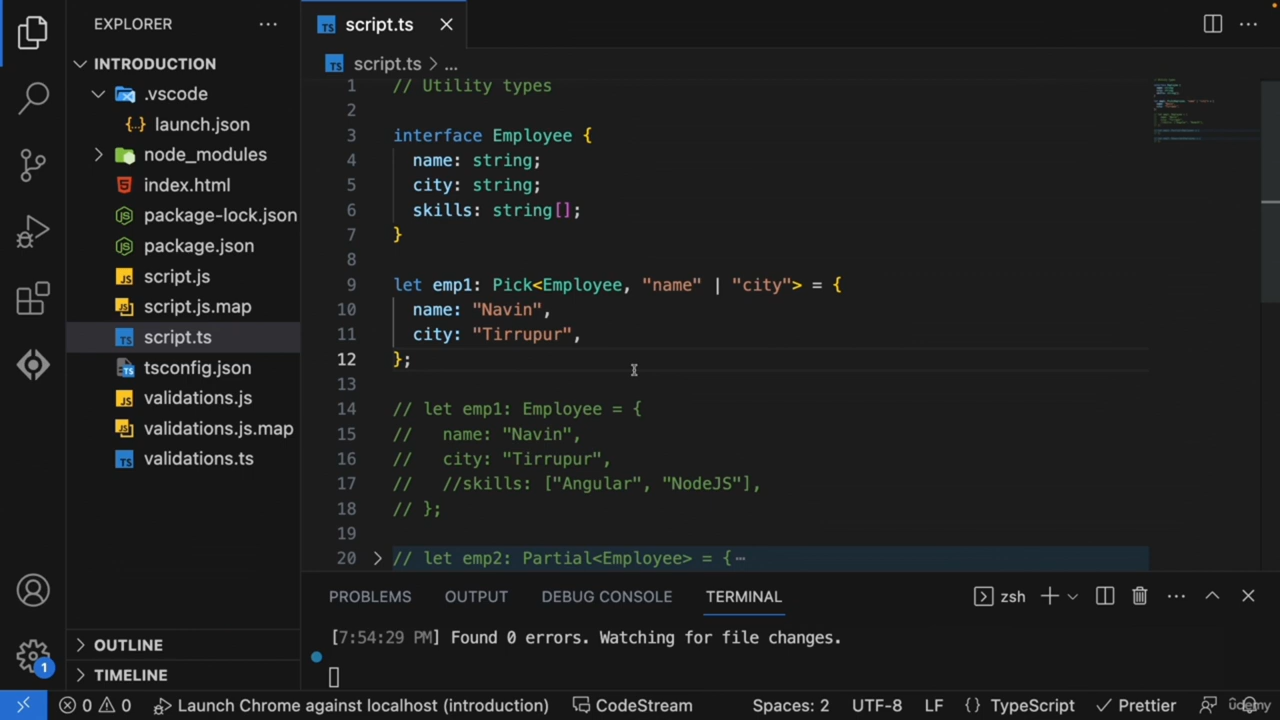 EXPLORER
script.ts
INTRODUCTION
.vscode
launch.json
node_modules
index.html
package-lock.json
package.json
script.js
script.js.map
script.ts
tsconfig.json
validations.js
validations.js.map
validations.ts
OUTLINE
TIMELINE
script.ts > ...
1 // Utility types
2
3 interface Employee {
4 name: string;
5 city: string;
6 skills: string[];
7 }
8
9 let emp1: Pick<Employee, "name" | "city"> = {
10 name: "Navin",
11 city: "Tirrupur",
12 };
13
14 // let emp1: Employee = {
15 // name: "Navin",
16 // city: "Tirrupur",
17 // //skills: ["Angular", "NodeJS"],
18 // };
19
20 // let emp2: Partial<Employee> = {⋯
PROBLEMS OUTPUT DEBUG CONSOLE TERMINAL zsh
[7:54:29 PM] Found 0 errors. Watching for file changes.
1
0 0 Launch Chrome against localhost (introduction) CodeStream Spaces: 2 UTF-8 LF {} TypeScript Prettier
udemy